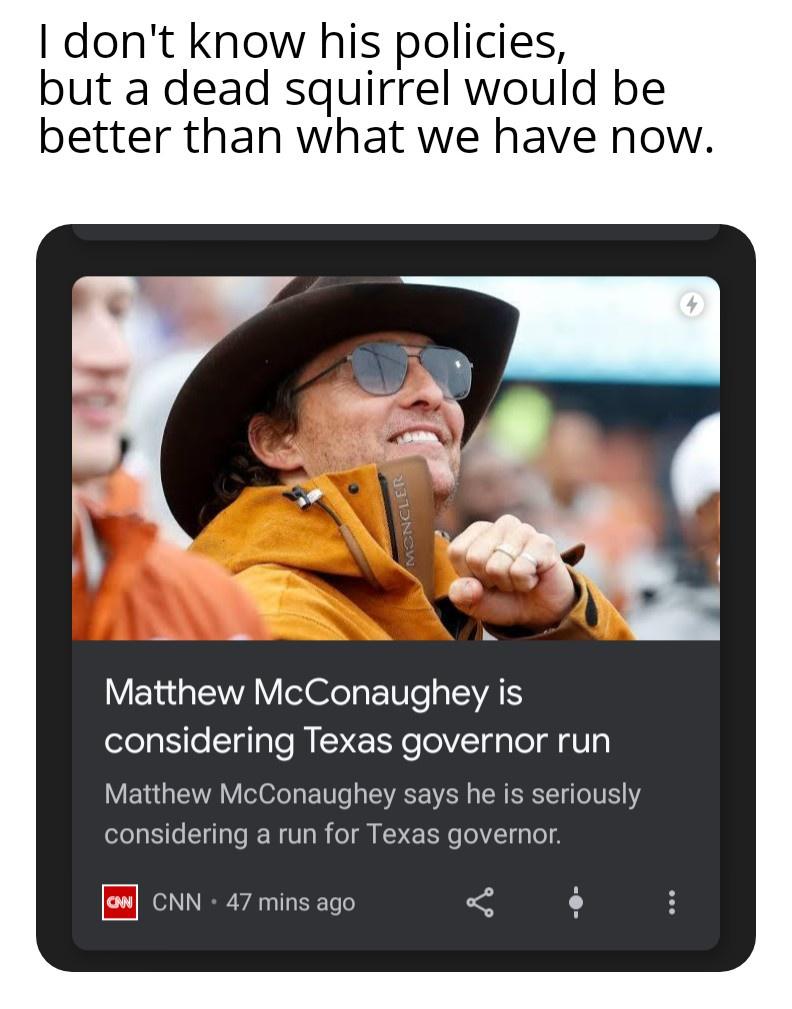 I don't know his policies,
but a dead squirrel would be
better than what we have now.
MONCLER
Matthew McConaughey is
considering Texas governor run
Matthew McConaughey says he is seriously
considering a run for Texas governor.
CNN CNN • 47 mins ago